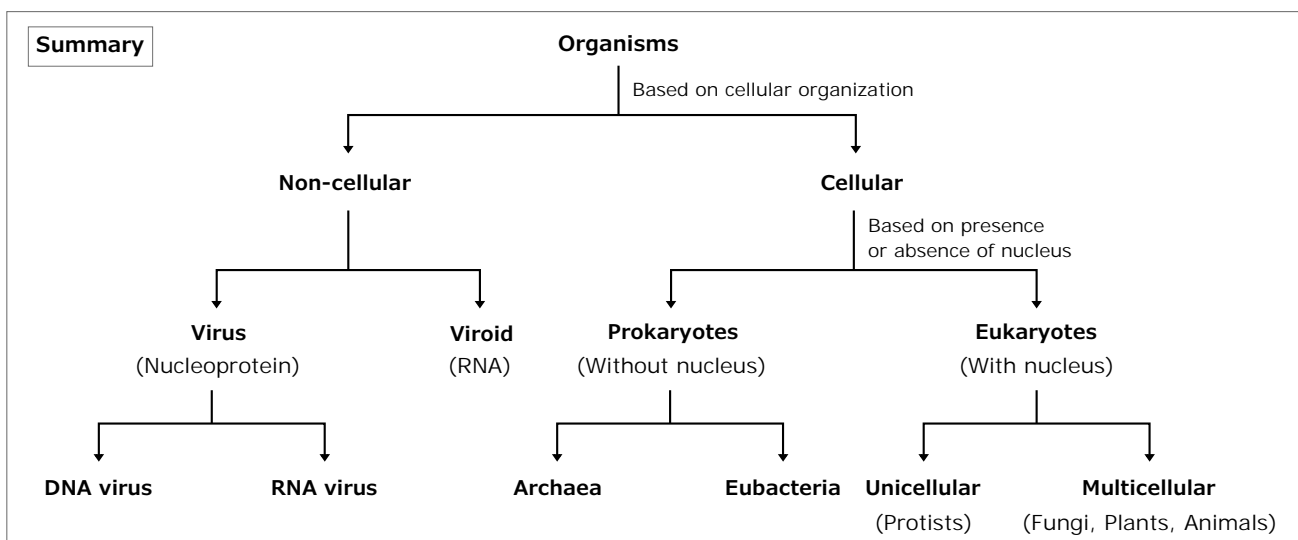 Summary
Organisms
Based on cellular organization
Non-cellular
Cellular
Based on presence
or absence of nucleus
Virus
(Nucleoprotein)
Viroid
(RNA)
Prokaryotes
(Without nucleus)
Eukaryotes
(With nucleus)
DNA virus
RNA virus
Archaea
Eubacteria
Unicellular
(Protists)
Multicellular
(Fungi, Plants, Animals)